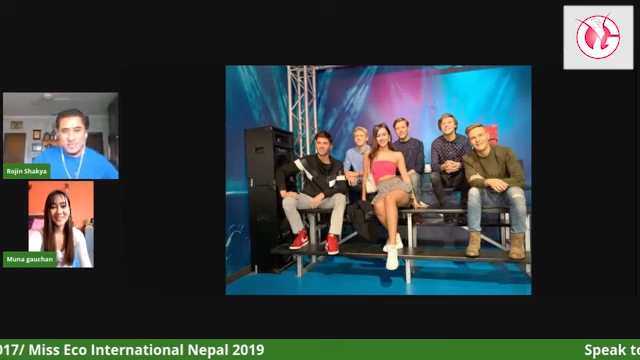 Rojin Shakya
Muna gauchan
017/ Miss Eco International Nepal 2019
Speak to